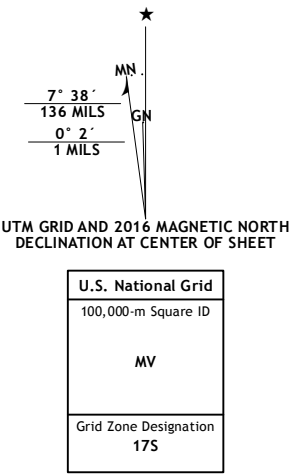 MN
7° 38´
136 MILS
GN
0° 2´
1 MILS
UTM GRID AND 2016 MAGNETIC NORTH
DECLINATION AT CENTER OF SHEET
U.S. National Grid
100,000-m Square ID
MV
Grid Zone Designation
17S